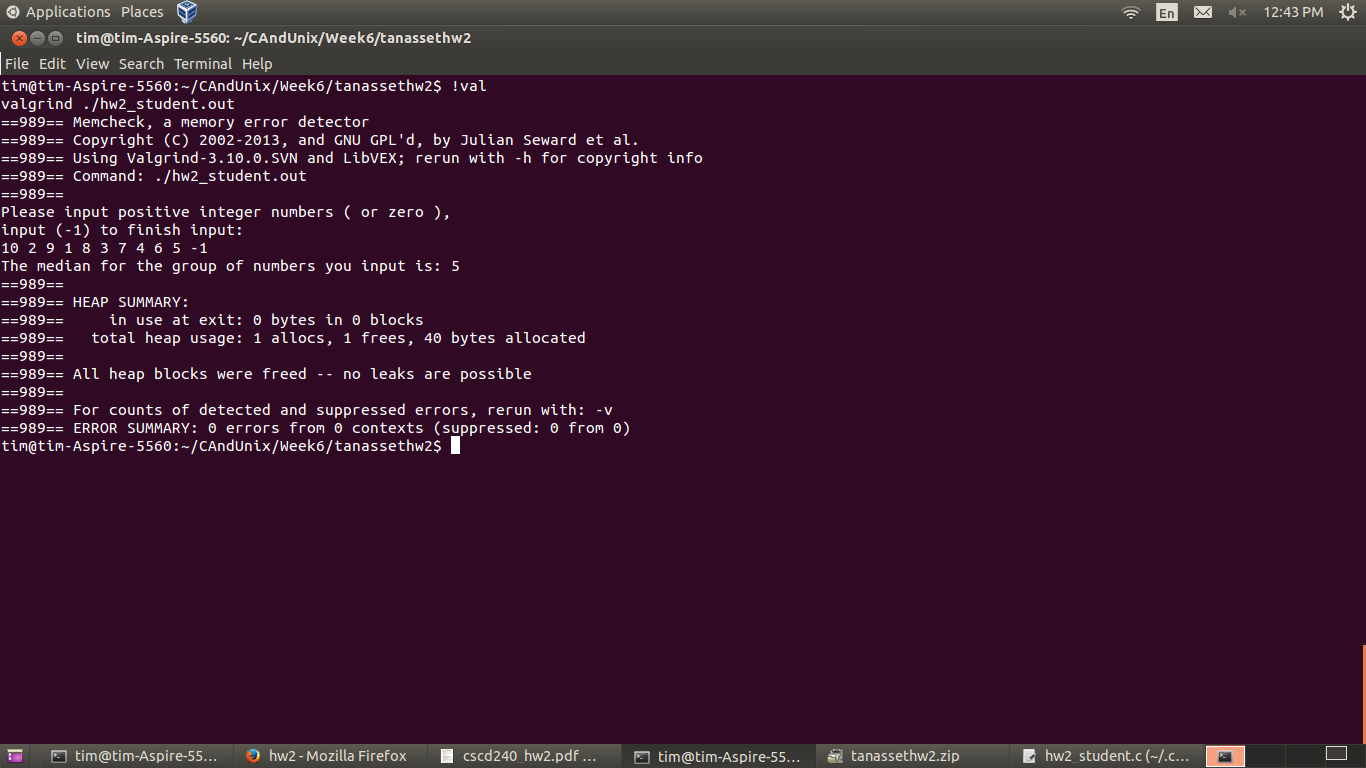 Applications Places En 12:43 PM
tim@tim-Aspire-5560: ~/CAndUnix/Week6/tanassethw2
File Edit View Search Terminal Help
tim@tim-Aspire-5560:~/CAndUnix/Week6/tanassethw2$ !val
valgrind ./hw2_student.out
==989== Memcheck, a memory error detector
==989== Copyright (C) 2002-2013, and GNU GPL'd, by Julian Seward et al.
==989== Using Valgrind-3.10.0.SVN and LibVEX; rerun with -h for copyright info
==989== Command: ./hw2_student.out
==989==
Please input positive integer numbers ( or zero ),
input (-1) to finish input:
10 2 9 1 8 3 7 4 6 5 -1
The median for the group of numbers you input is: 5
==989==
==989== HEAP SUMMARY:
==989==     in use at exit: 0 bytes in 0 blocks
==989==   total heap usage: 1 allocs, 1 frees, 40 bytes allocated
==989==
==989== All heap blocks were freed -- no leaks are possible
==989==
==989== For counts of detected and suppressed errors, rerun with: -v
==989== ERROR SUMMARY: 0 errors from 0 contexts (suppressed: 0 from 0)
tim@tim-Aspire-5560:~/CAndUnix/Week6/tanassethw2$
tim@tim-Aspire-55... hw2 - Mozilla Firefox cscd240_hw2.pdf ... tim@tim-Aspire-55... tanassethw2.zip hw2_student.c (~/.c...